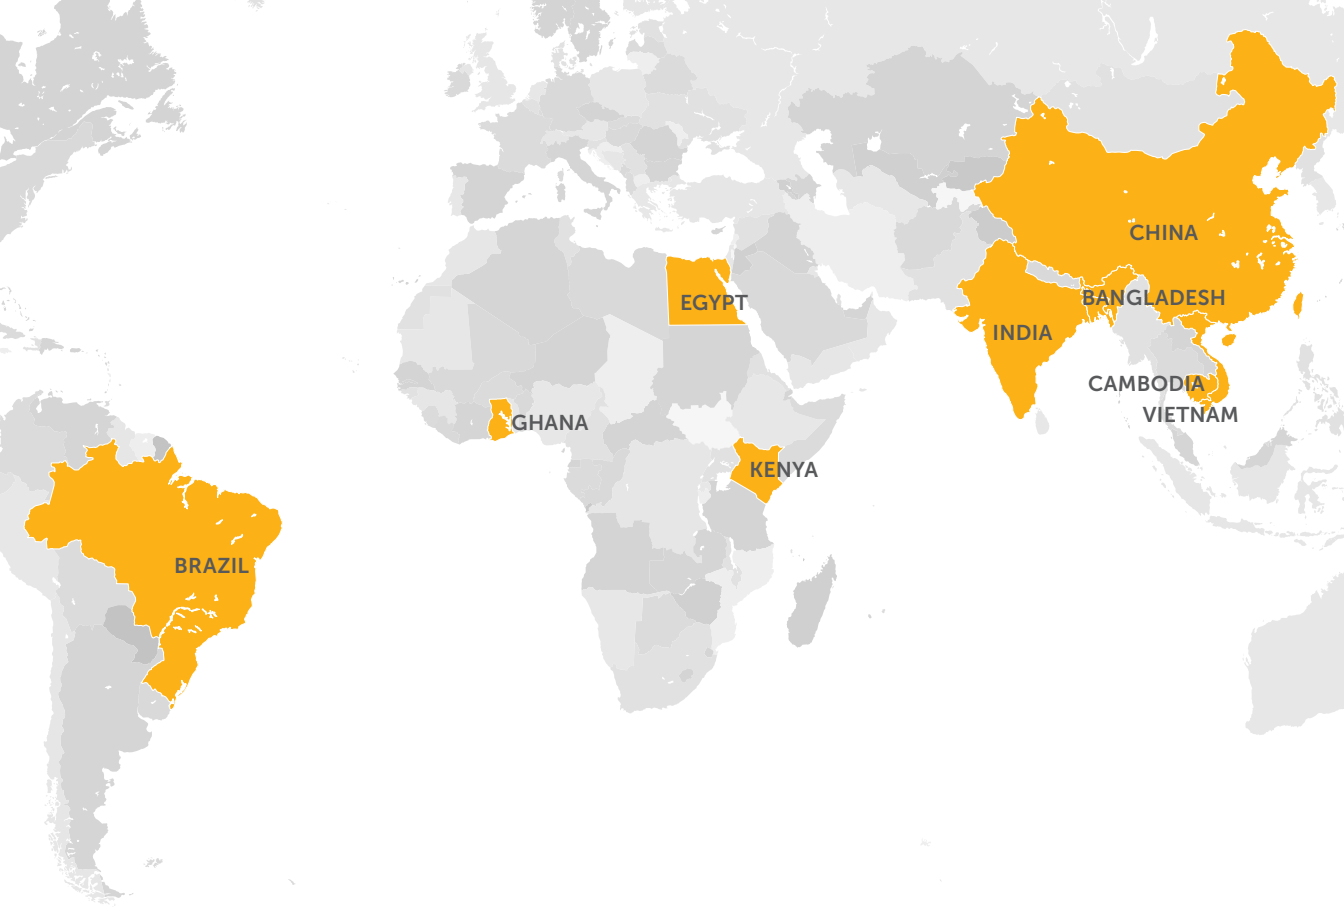 CHINA
BANGLADESH
EGYPT
INDIA
CAMBODIA
VIETNAM
GHANA
KENYA
BRAZIL